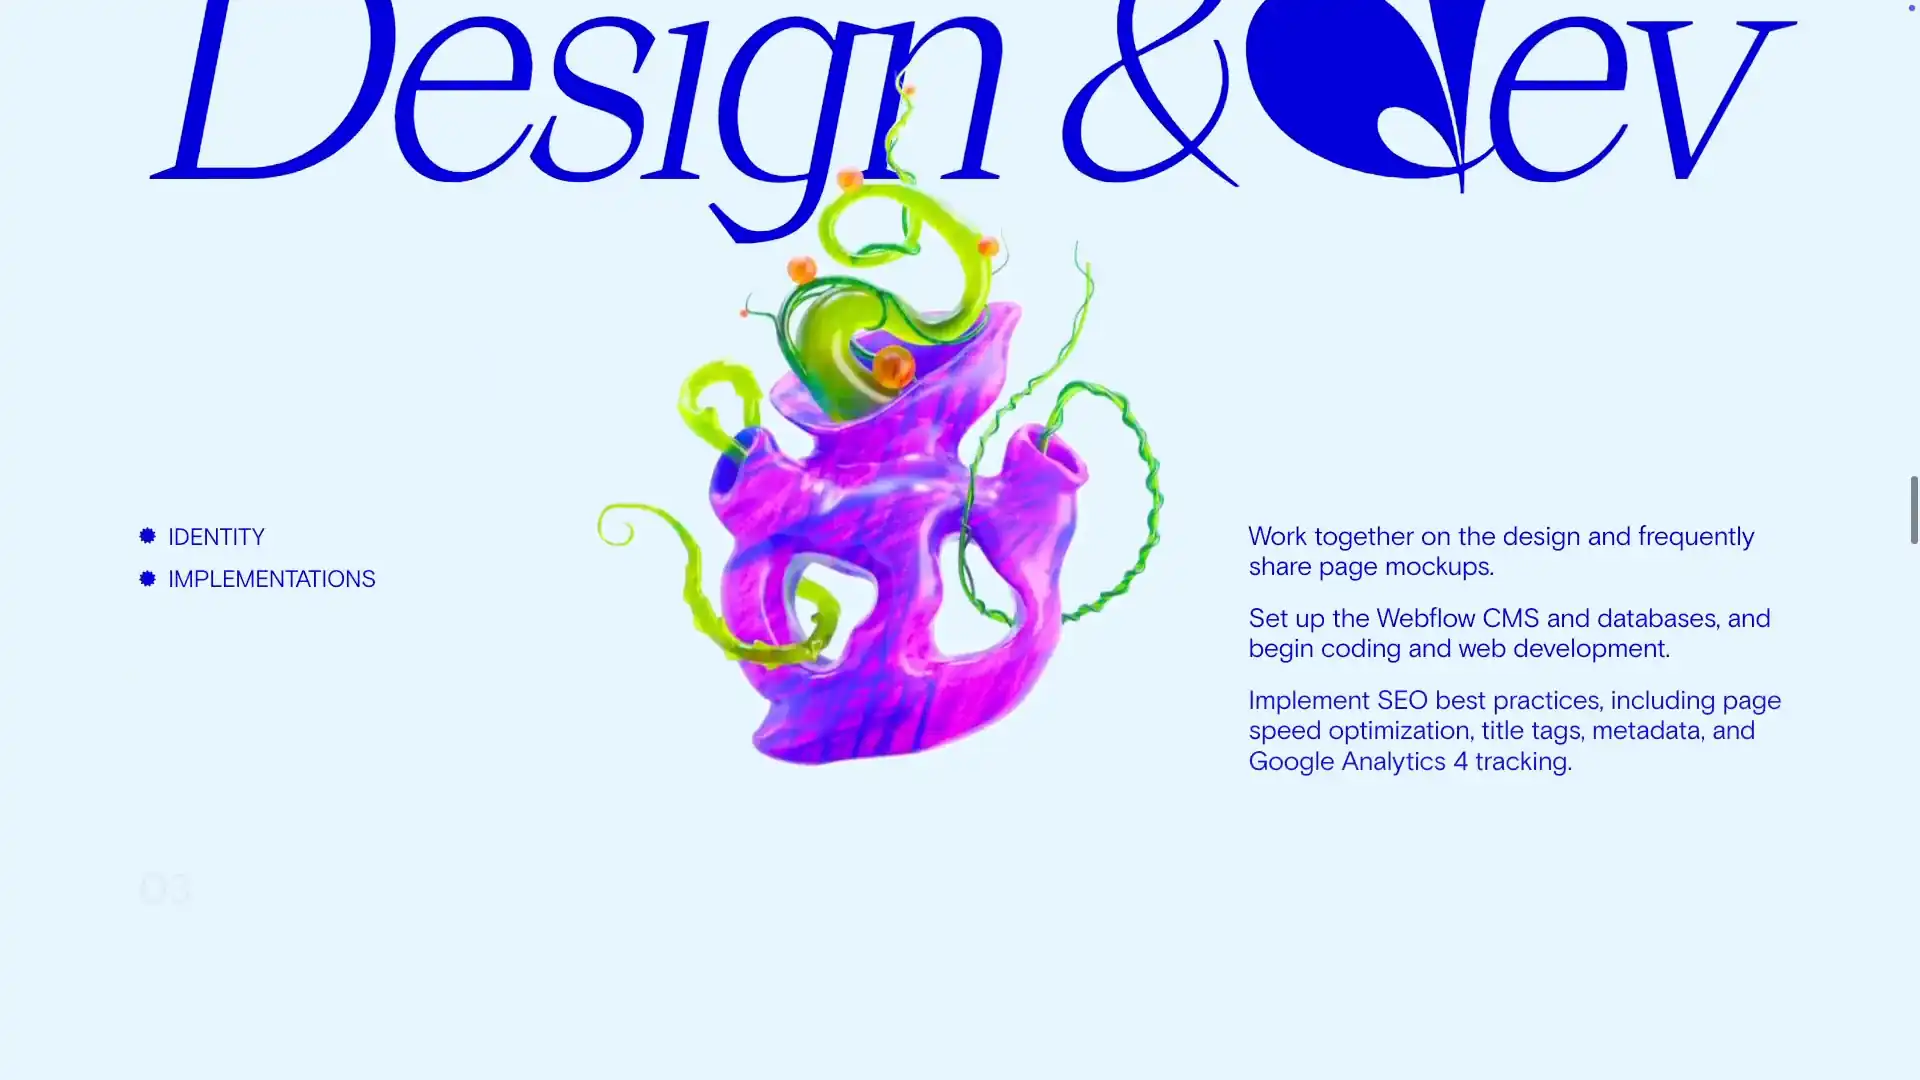 Design & dev
IDENTITY
IMPLEMENTATIONS
Work together on the design and frequently
share page mockups.
Set up the Webflow CMS and databases, and
begin coding and web development.
Implement SEO best practices, including page
speed optimization, title tags, metadata, and
Google Analytics 4 tracking.
03